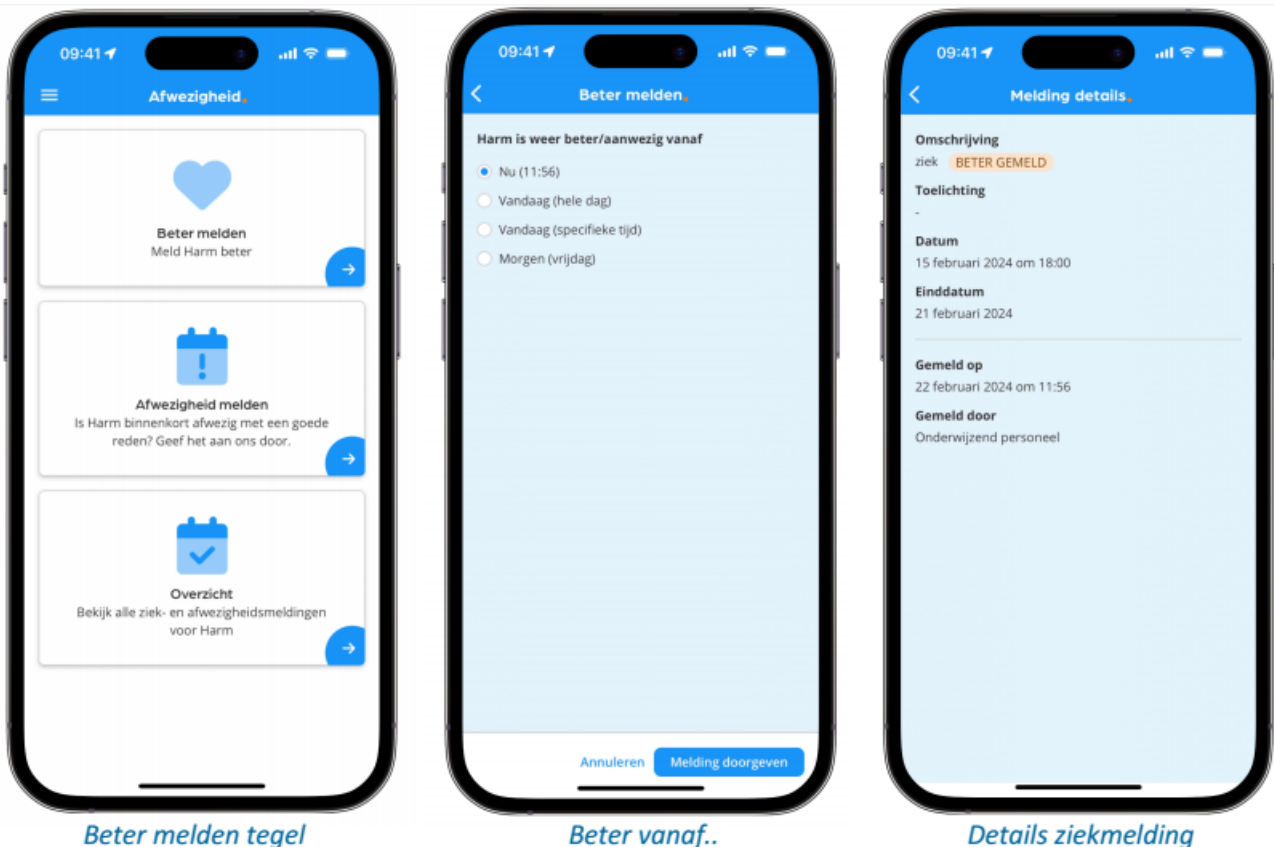 09:41
Afwezigheid.
Beter melden
Meld Harm beter
Afwezigheid melden
Is Harm binnenkort afwezig met een goede
reden? Geef het aan ons door.
Overzicht
Bekijk alle ziek- en afwezigheidsmeldingen
voor Harm
Beter melden tegel
09:41
Beter melden.
Harm is weer beter/aanwezig vanaf
Nu (11:56)
Vandaag (hele dag)
Vandaag (specifieke tijd)
Morgen (vrijdag)
Annuleren Melding doorgeven
Beter vanaf..
09:41
Melding details.
Omschrijving
ziek BETER GEMELD
Toelichting
-
Datum
15 februari 2024 om 18:00
Einddatum
21 februari 2024
Gemeld op
22 februari 2024 om 11:56
Gemeld door
Onderwijzend personeel
Details ziekmelding